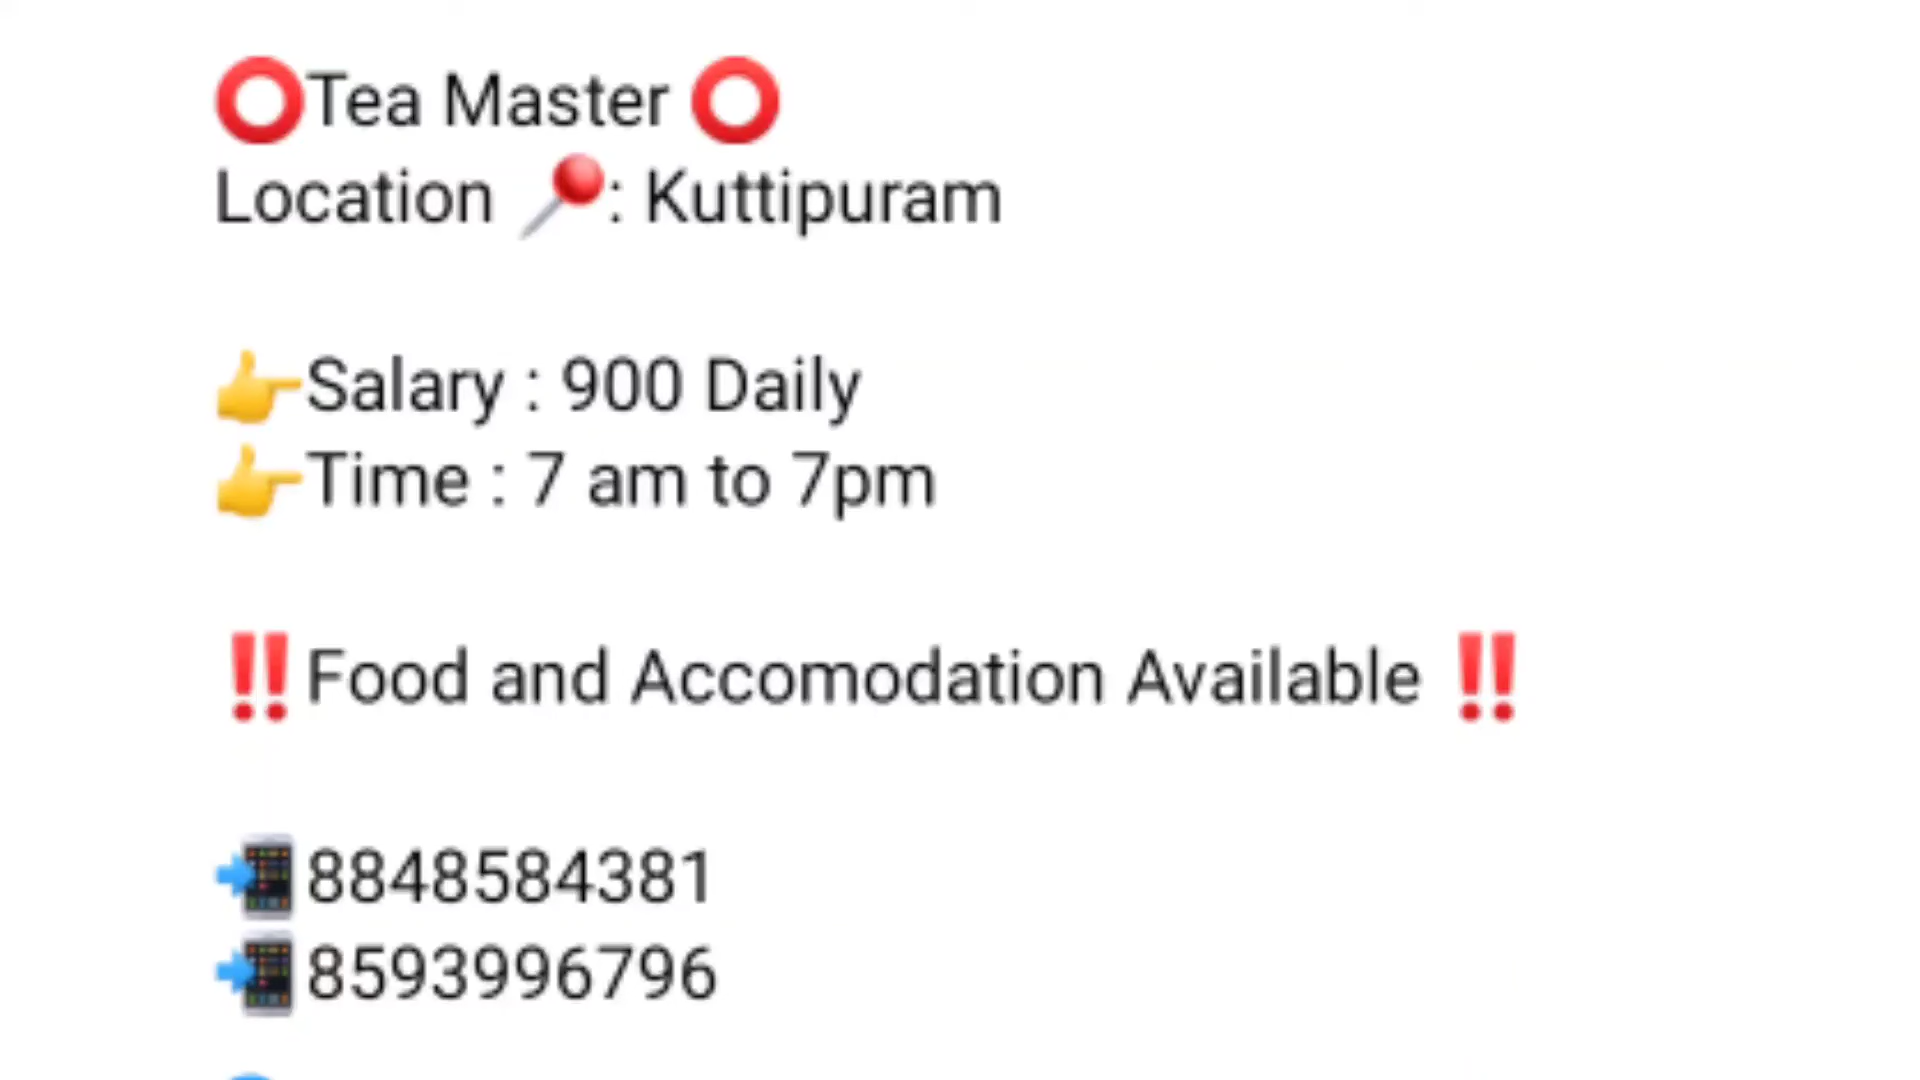 ⭕Tea Master ⭕
Location 📍: Kuttipuram
👉Salary : 900 Daily
👉Time : 7 am to 7pm
‼️Food and Accomodation Available ‼️
📲8848584381
📲8593996796